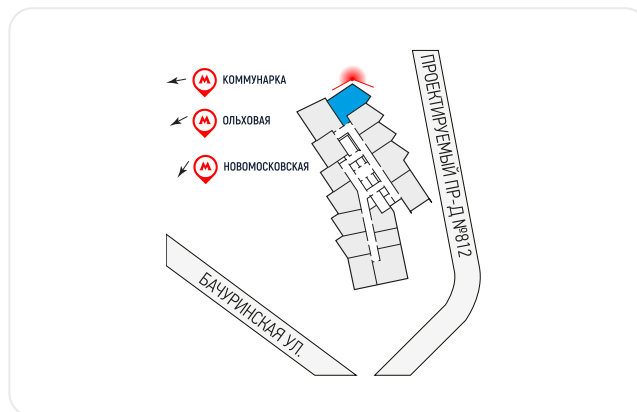 КОММУНАРКА
ОЛЬХОВАЯ
НОВОМОСКОВСКАЯ
ПРОЕКТИРУЕМЫЙ ПР-Д №812
БАЧУРИНСКАЯ УЛ.